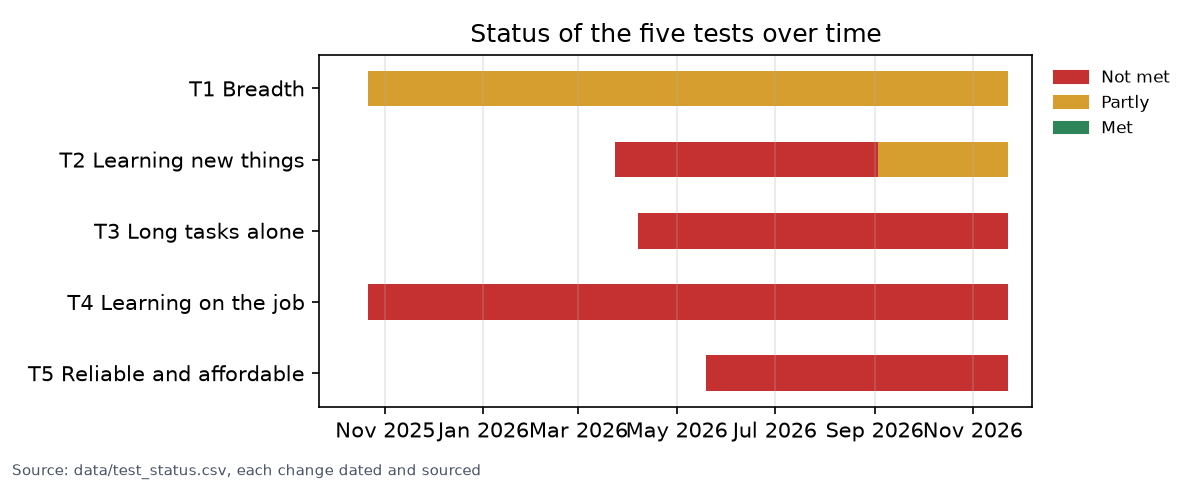 Status of the five tests over time
T1 Breadth
T2 Learning new things
T3 Long tasks alone
T4 Learning on the job
T5 Reliable and affordable
Nov 2025 Jan 2026 Mar 2026 May 2026 Jul 2026 Sep 2026 Nov 2026
Not met
Partly
Met
Source: data/test_status.csv, each change dated and sourced